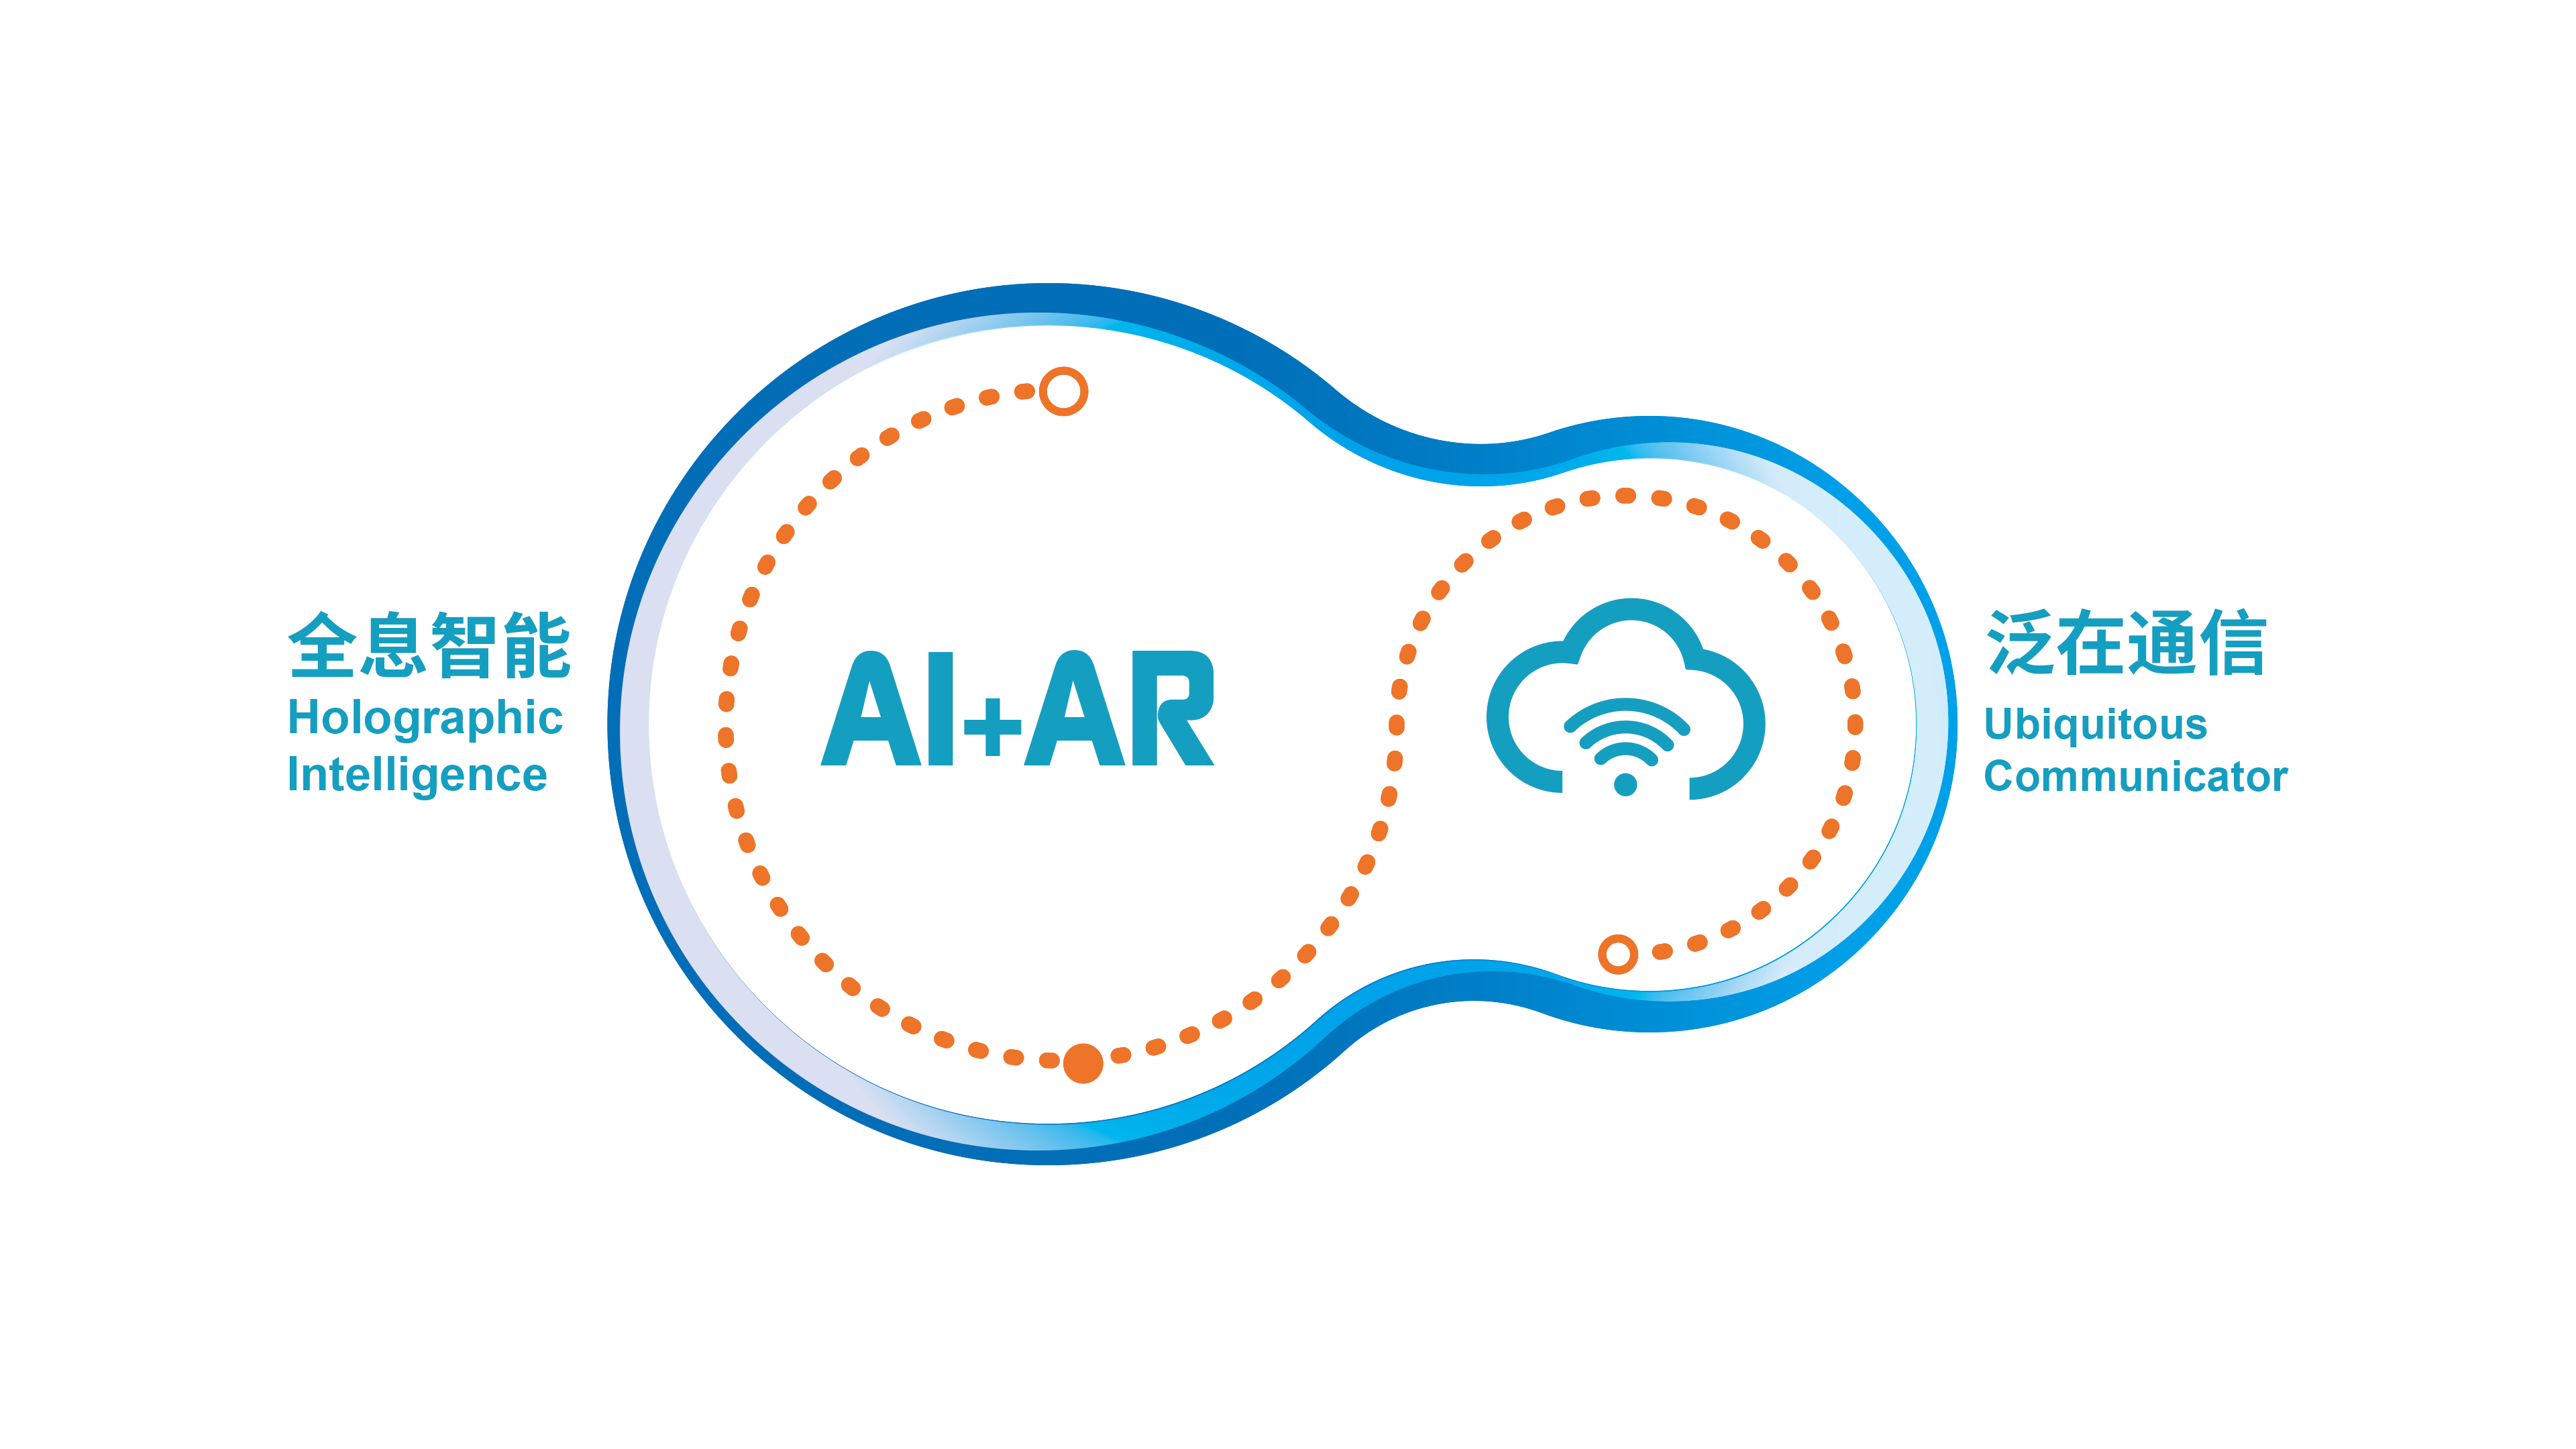 全息智能
Holographic
Intelligence
AI+AR
泛在通信
Ubiquitous
Communicator